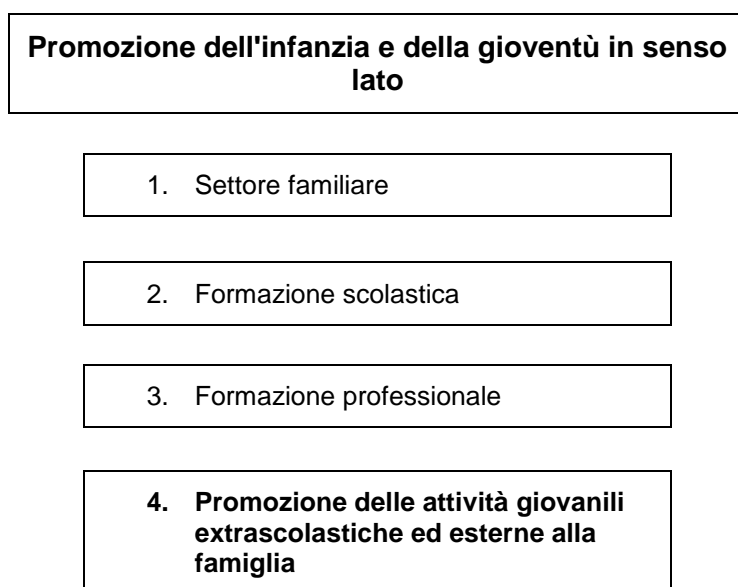 Promozione dell'infanzia e della gioventù in senso
lato
1. Settore familiare
2. Formazione scolastica
3. Formazione professionale
4. Promozione delle attività giovanili
extrascolastiche ed esterne alla
famiglia